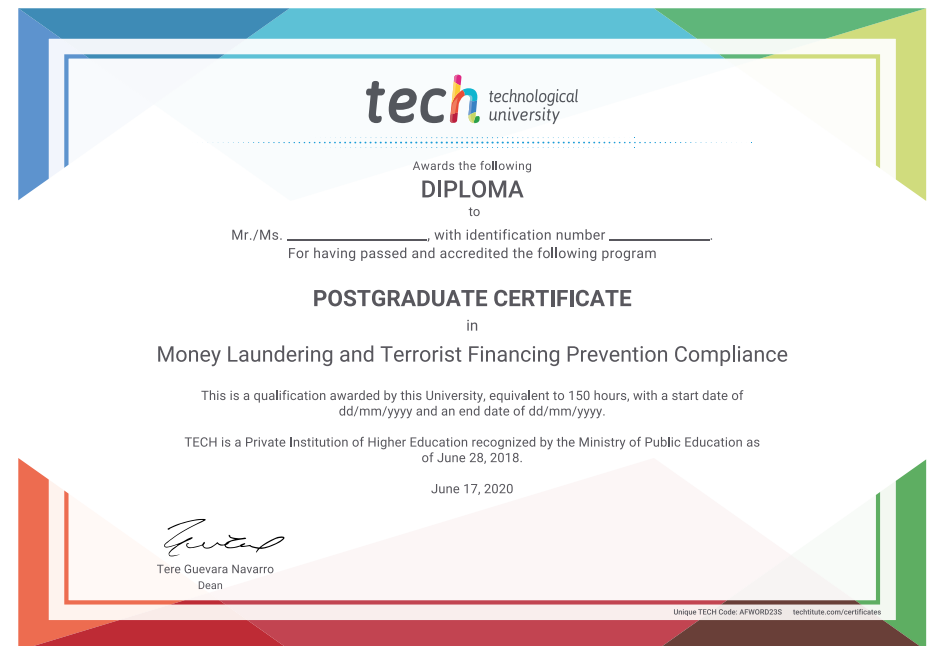 tech technological
university
Awards the following
DIPLOMA
to
Mr./Ms. ____________, with identification number ____________.
For having passed and accredited the following program
POSTGRADUATE CERTIFICATE
in
Money Laundering and Terrorist Financing Prevention Compliance
This is a qualification awarded by this University, equivalent to 150 hours, with a start date of
dd/mm/yyyy and an end date of dd/mm/yyyy.
TECH is a Private Institution of Higher Education recognized by the Ministry of Public Education as
of June 28, 2018.
June 17, 2020
Tere Guevara Navarro
Dean
Unique TECH Code: AFWORD23S techtitute.com/certificates